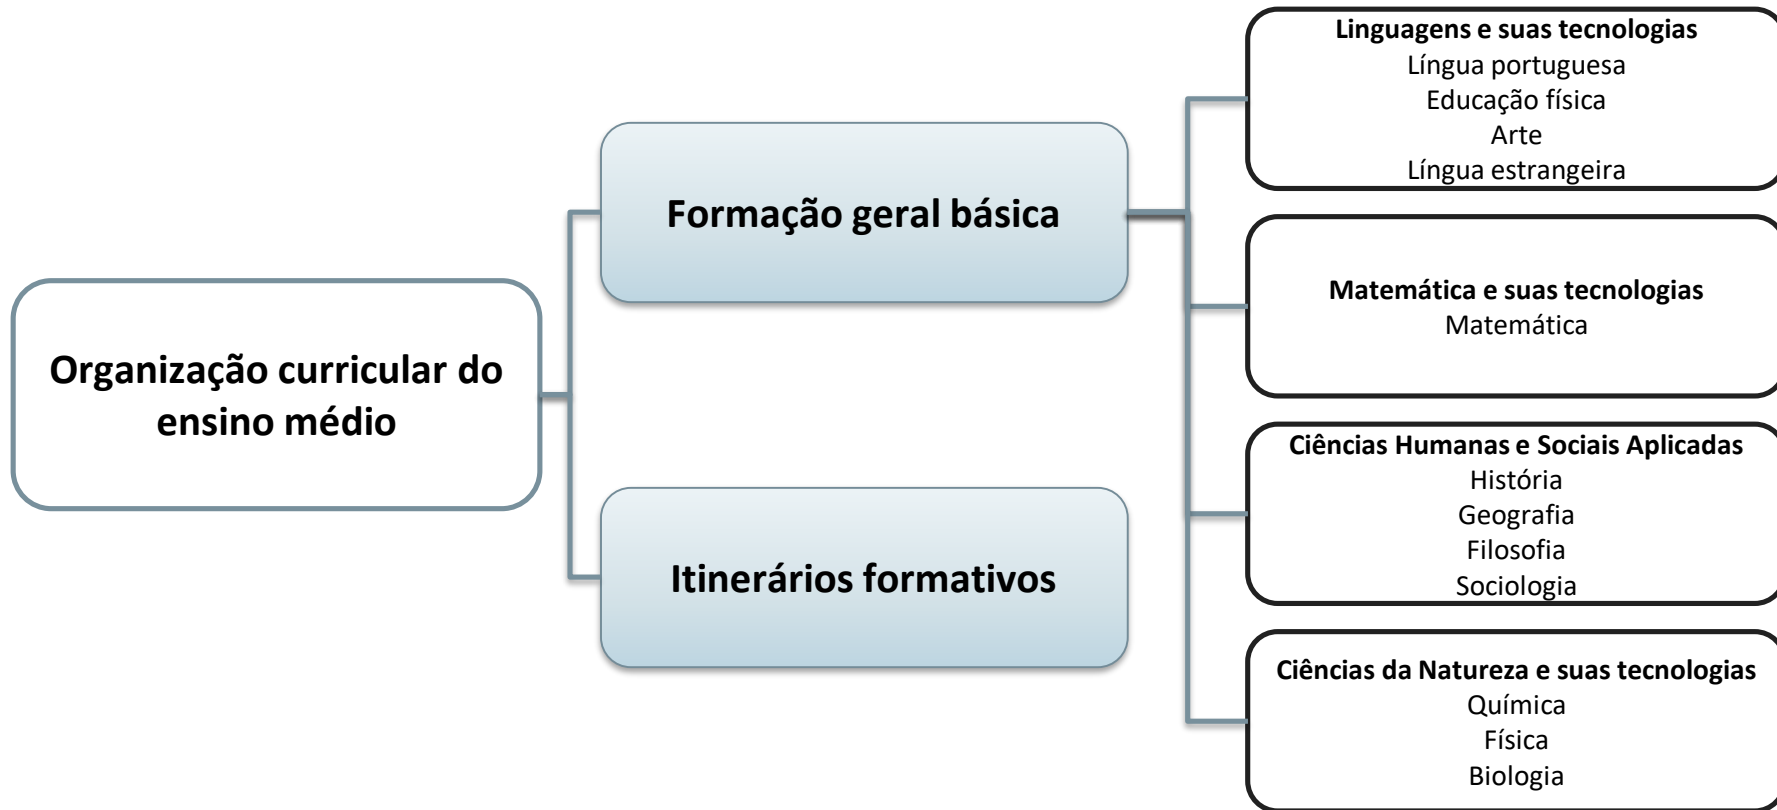 Organização curricular do
ensino médio
Formação geral básica
Itinerários formativos
Linguagens e suas tecnologias
Língua portuguesa
Educação física
Arte
Língua estrangeira
Matemática e suas tecnologias
Matemática
Ciências Humanas e Sociais Aplicadas
História
Geografia
Filosofia
Sociologia
Ciências da Natureza e suas tecnologias
Química
Física
Biologia